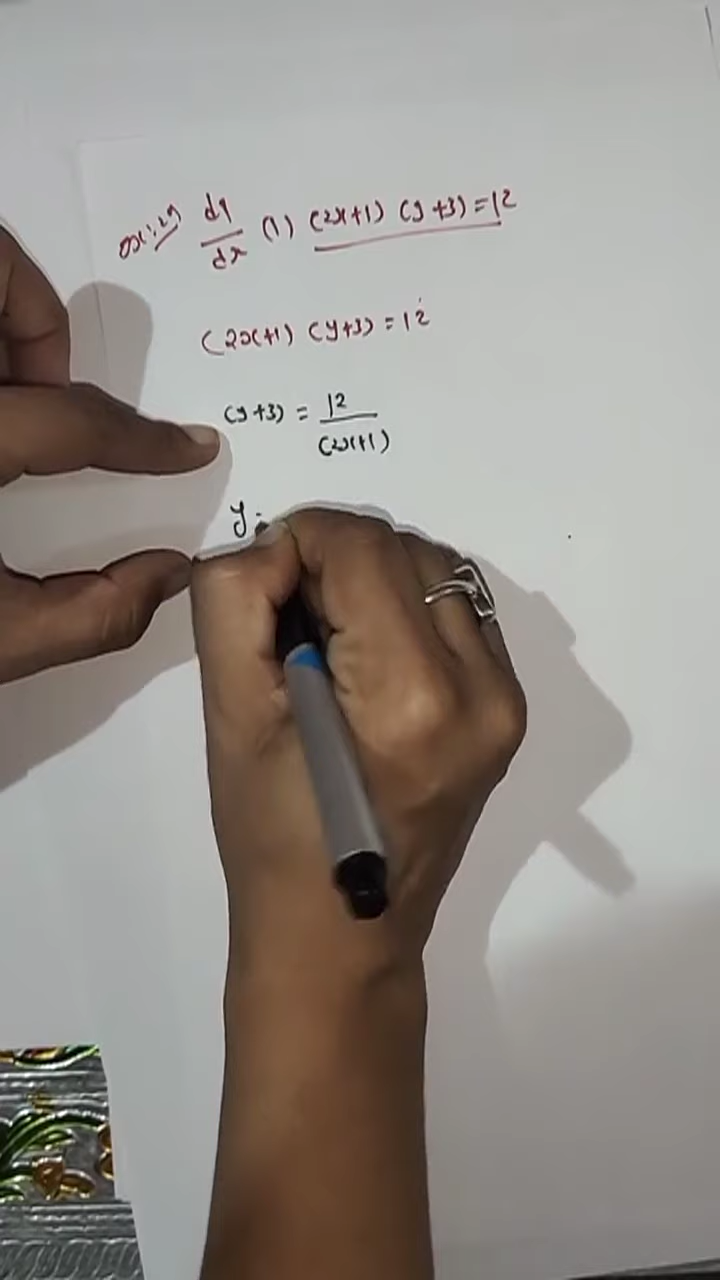 dy/dx (1) (2x+1) (y+3) = 12
(2x+1) (y+3) = 12
(y+3) = 12/(2x+1)
y =